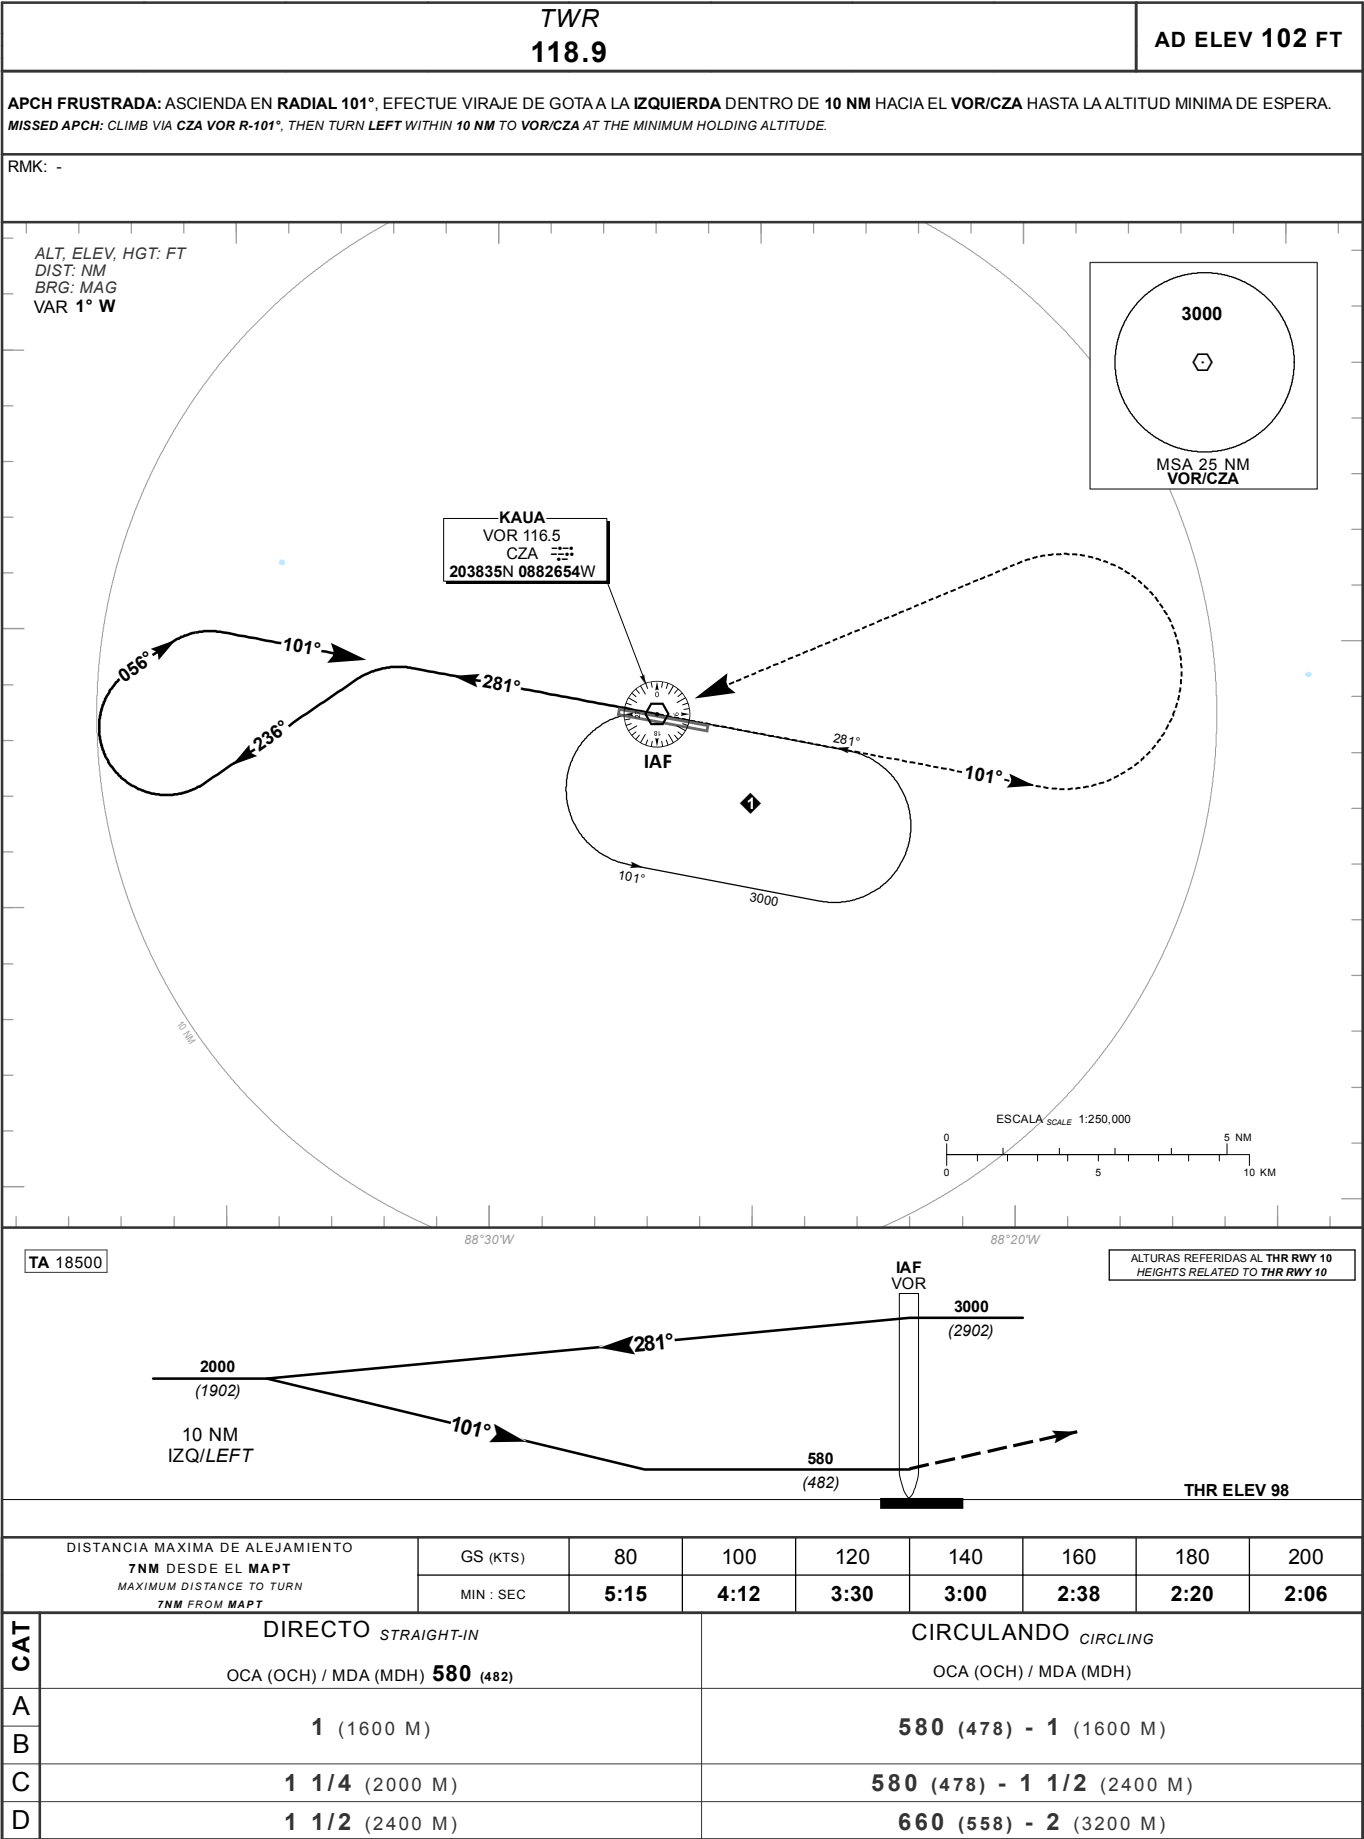 TWR
118.9
AD ELEV 102 FT
APCH FRUSTRADA: ASCIENDA EN RADIAL 101°, EFECTUE VIRAJE DE GOTA A LA IZQUIERDA DENTRO DE 10 NM HACIA EL VOR/CZA HASTA LA ALTITUD MINIMA DE ESPERA.
MISSED APCH: CLIMB VIA CZA VOR R-101°, THEN TURN LEFT WITHIN 10 NM TO VOR/CZA AT THE MINIMUM HOLDING ALTITUDE.
RMK: -
ALT, ELEV, HGT: FT
DIST: NM
BRG: MAG
VAR 1° W
3000
MSA 25 NM
VOR/CZA
KAUA
VOR 116.5
CZA
203835N 0882654W
056°
101°
281°
236°
0
18
IAF
281°
101°
1
101°
3000
10 NM
ESCALA SCALE 1:250,000
0 5 NM
0 5 10 KM
88°30'W 88°20'W
TA 18500
ALTURAS REFERIDAS AL THR RWY 10
HEIGHTS RELATED TO THR RWY 10
IAF
VOR
3000
(2902)
281°
2000
(1902)
10 NM
IZQ/LEFT
101°
580
(482)
THR ELEV 98
DISTANCIA MAXIMA DE ALEJAMIENTO
7NM DESDE EL MAPT
MAXIMUM DISTANCE TO TURN
7NM FROM MAPT
GS (KTS) 80 100 120 140 160 180 200
MIN : SEC 5:15 4:12 3:30 3:00 2:38 2:20 2:06
CAT
DIRECTO STRAIGHT-IN
OCA (OCH) / MDA (MDH) 580 (482)
CIRCULANDO CIRCLING
OCA (OCH) / MDA (MDH)
A
B
1 (1600 M) 580 (478) - 1 (1600 M)
C 1 1/4 (2000 M) 580 (478) - 1 1/2 (2400 M)
D 1 1/2 (2400 M) 660 (558) - 2 (3200 M)